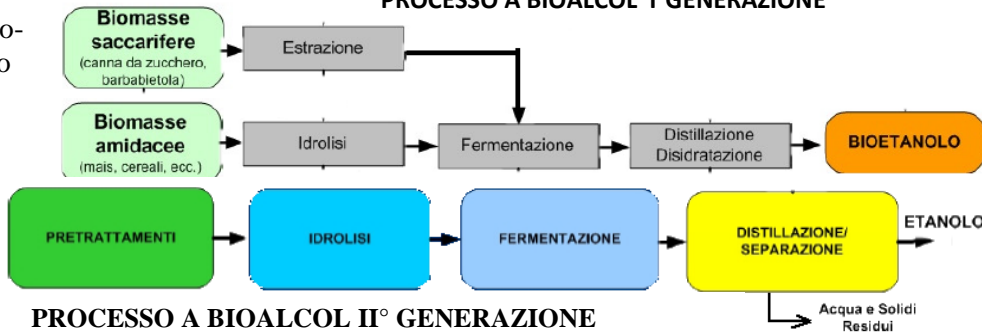 PROCESSO A BIOALCOL I GENERAZIONE
o-
o
Biomasse
saccarifere
(canna da zucchero,
barbabietola)
Estrazione
Biomasse
amidacee
(mais, cereali, ecc.)
Idrolisi
Fermentazione
Distillazione
Disidratazione
BIOETANOLO
PRETRATTAMENTI
IDROLISI
FERMENTAZIONE
DISTILLAZIONE/
SEPARAZIONE
ETANOLO
Acqua e Solidi
Residui
PROCESSO A BIOALCOL II° GENERAZIONE